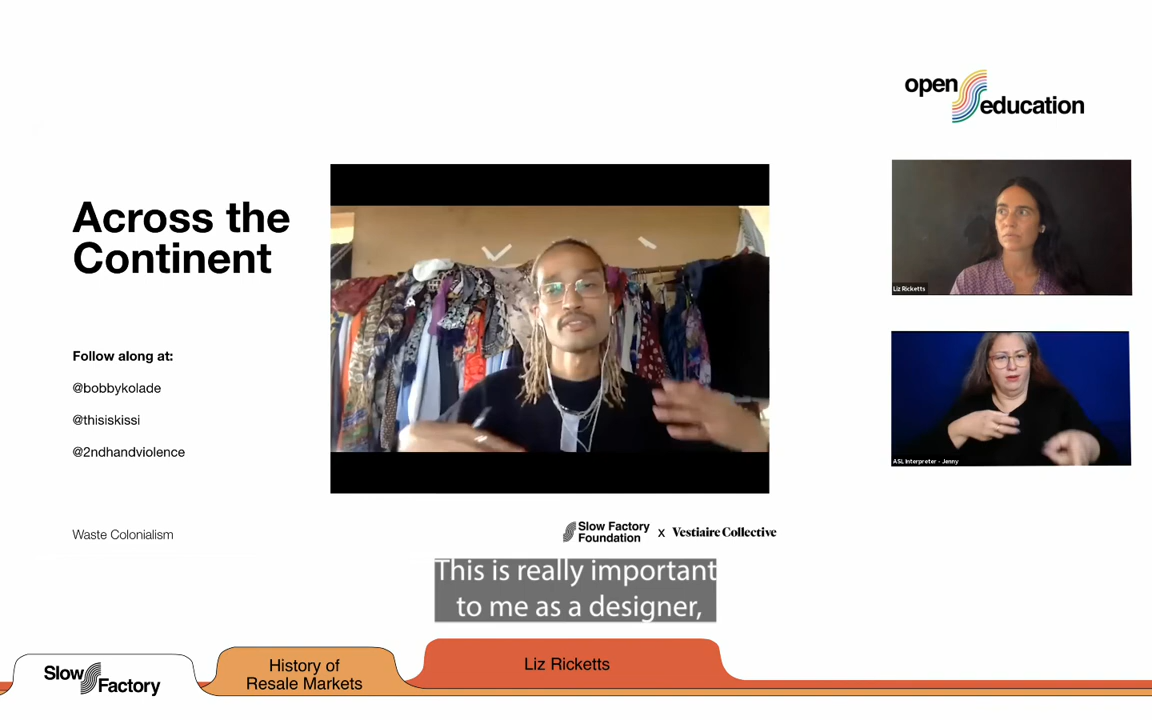 open
education
Across the
Continent
Follow along at:
@bobbykolade
@thisiskissi
@2ndhandviolence
Liz Ricketts
ASL Interpreter - Jenny
Waste Colonialism
Slow Factory
Foundation
x
Vestiaire Collective
This is really important
to me as a designer,
Slow
Factory
History of
Resale Markets
Liz Ricketts